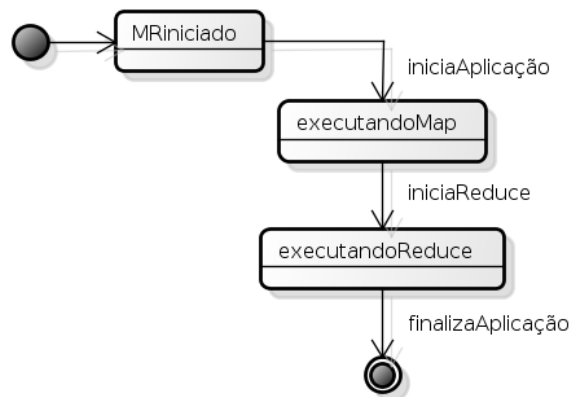 MRiniciado
iniciaAplicação
executandoMap
iniciaReduce
executandoReduce
finalizaAplicação